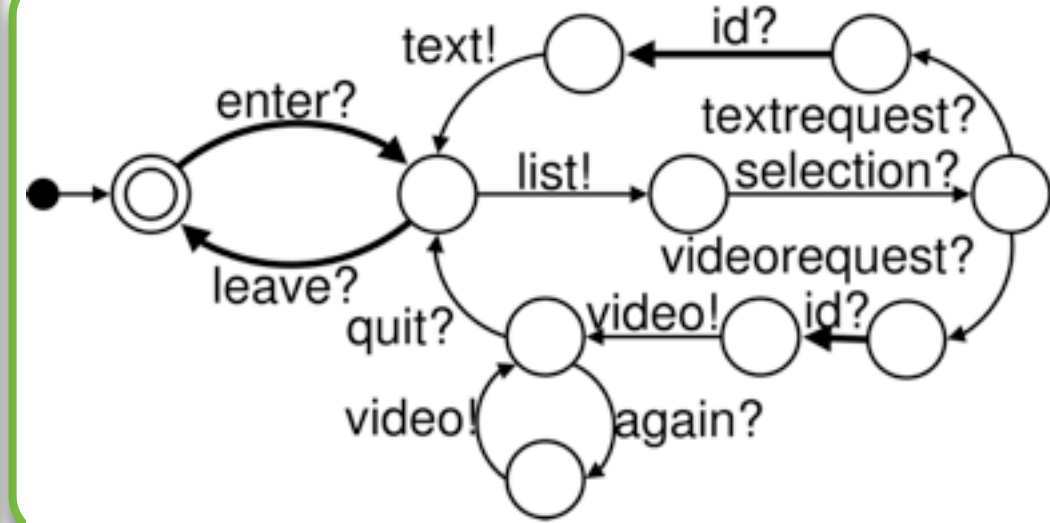 text!
id?
enter?
textrequest?
list!
selection?
videorequest?
leave?
quit?
video!
id?
video!
again?